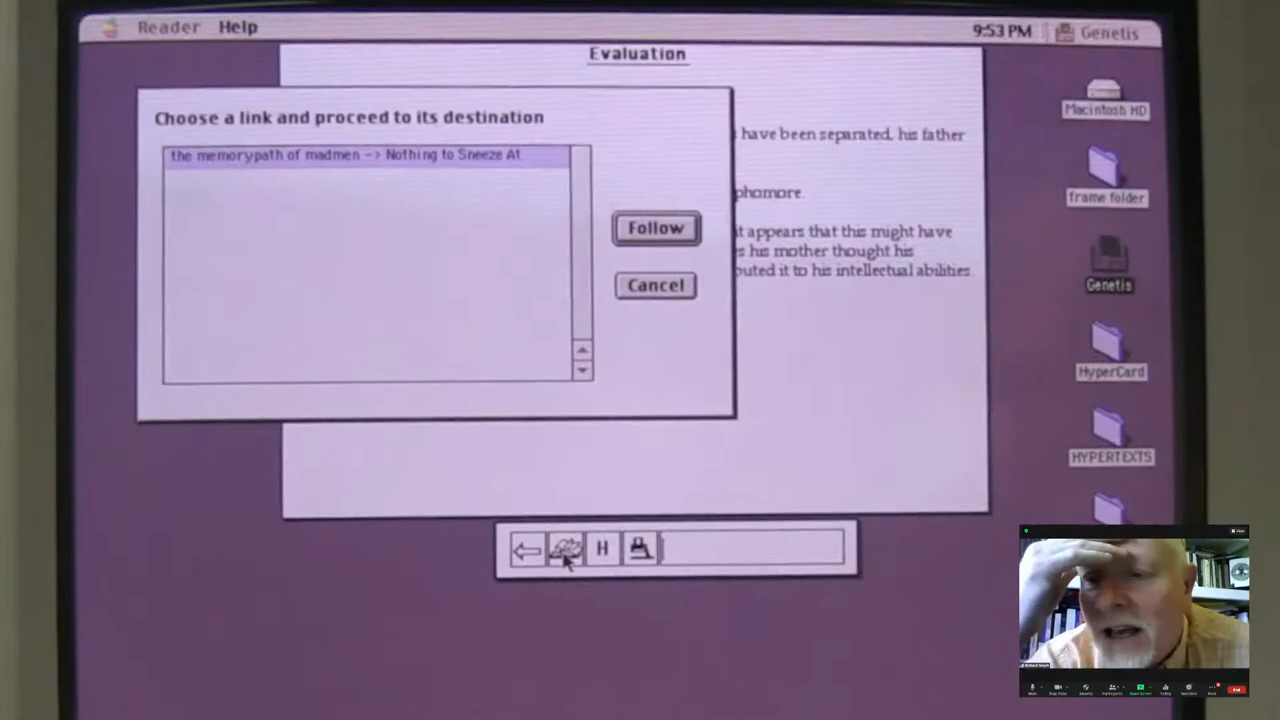 Reader Help
9:53 PM
Genetis
Evaluation
Choose a link and proceed to its destination
the memorypath of madmen -> Nothing to Sneeze At
Follow
Cancel
have been separated, his father
phomore.
t appears that this might have
s his mother thought his
outed it to his intellectual abilities.
Macintosh HD
frame folder
Genetis
HyperCard
HYPERTEXTS
H